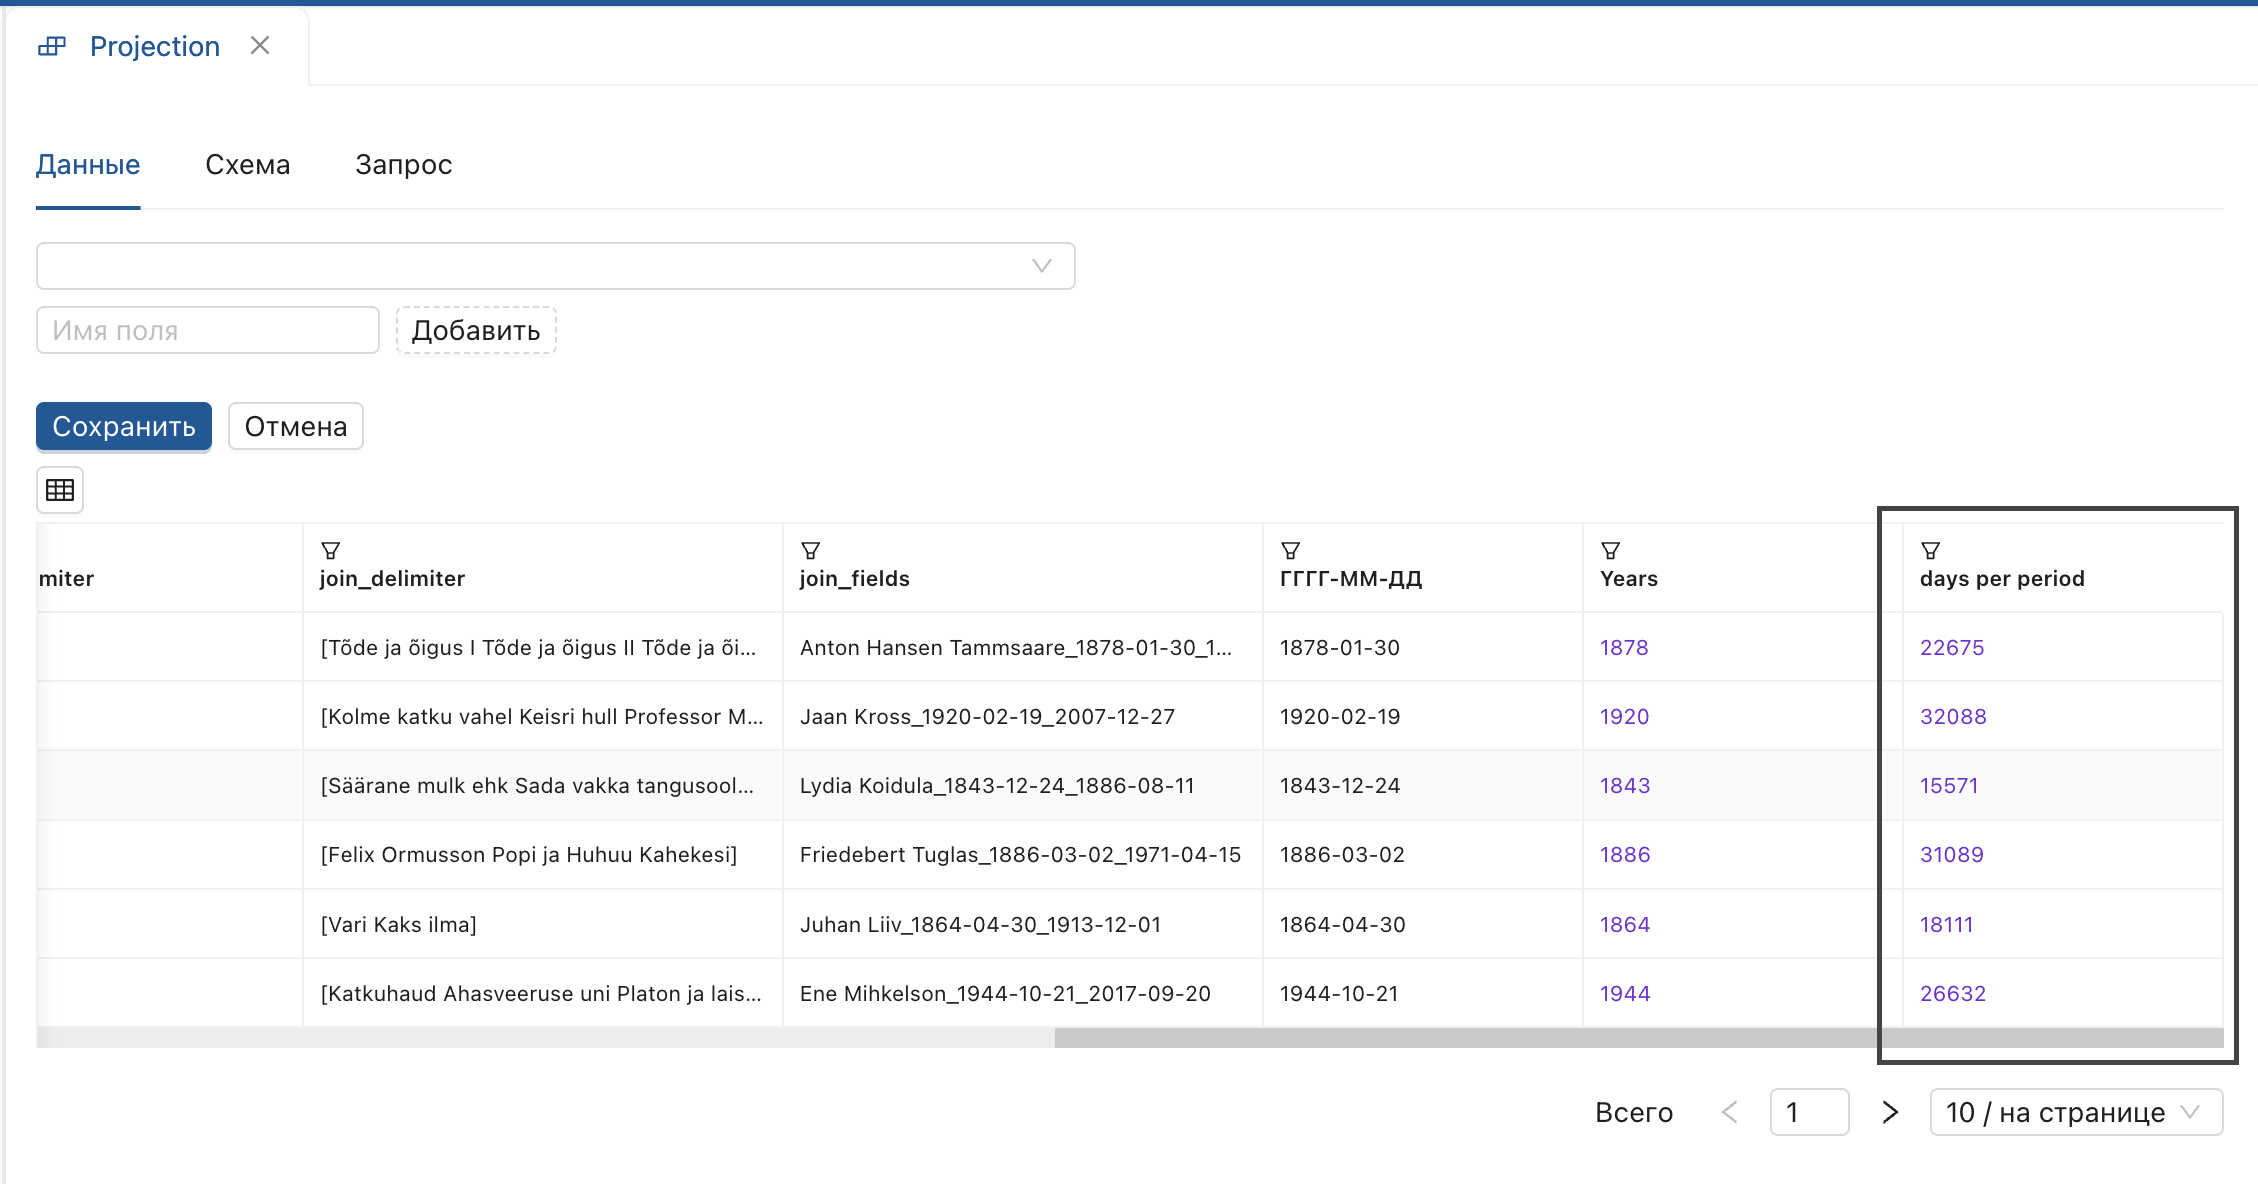 Projection
Данные Схема Запрос
Имя поля Добавить
Сохранить Отмена
miter join_delimiter join_fields ГГГГ-ММ-ДД Years days per period
[Tõde ja õigus I Tõde ja õigus II Tõde ja õi... Anton Hansen Tammsaare_1878-01-30_1... 1878-01-30 1878 22675
[Kolme katku vahel Keisri hull Professor M... Jaan Kross_1920-02-19_2007-12-27 1920-02-19 1920 32088
[Säärane mulk ehk Sada vakka tangusool... Lydia Koidula_1843-12-24_1886-08-11 1843-12-24 1843 15571
[Felix Ormusson Popi ja Huhuu Kahekesi] Friedebert Tuglas_1886-03-02_1971-04-15 1886-03-02 1886 31089
[Vari Kaks ilma] Juhan Liiv_1864-04-30_1913-12-01 1864-04-30 1864 18111
[Katkuhaud Ahasveeruse uni Platon ja lais... Ene Mihkelson_1944-10-21_2017-09-20 1944-10-21 1944 26632
Всего 1 10 / на странице